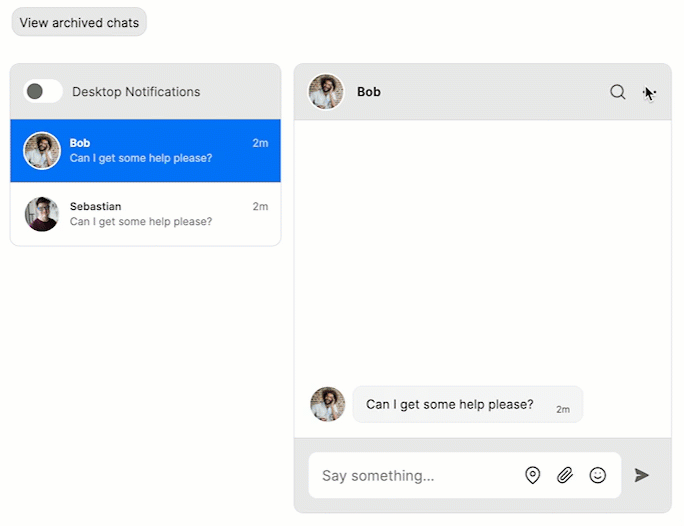 View archived chats
Desktop Notifications
Bob
2m
Can I get some help please?
Sebastian
2m
Can I get some help please?
Bob
Can I get some help please?
2m
Say something...